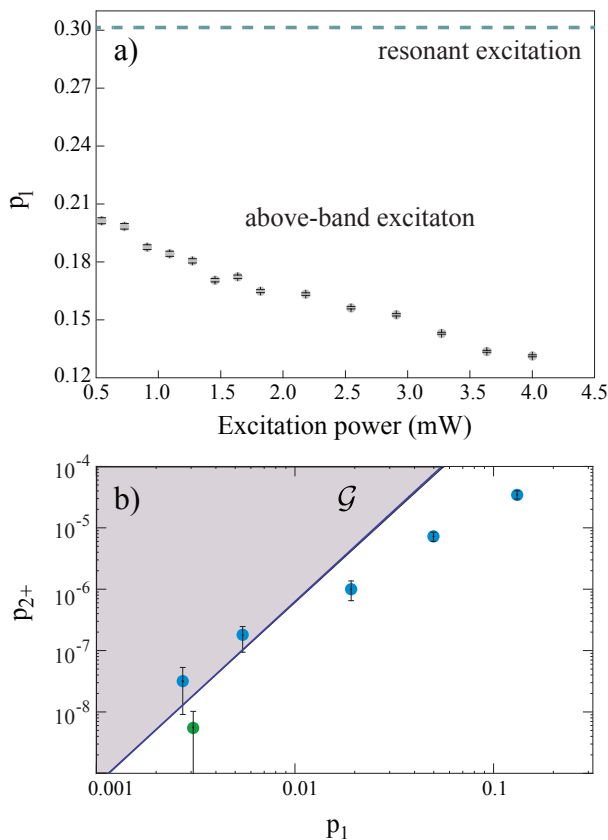 0.30
a)
resonant excitation
0.27
0.24
p1
0.21
above-band excitaton
0.18
0.15
0.12
0.5 1.0 1.5 2.0 2.5 3.0 3.5 4.0 4.5
Excitation power (mW)
10-4
b)
G
10-5
p2+
10-6
10-7
10-8
0.001 0.01 0.1
p1